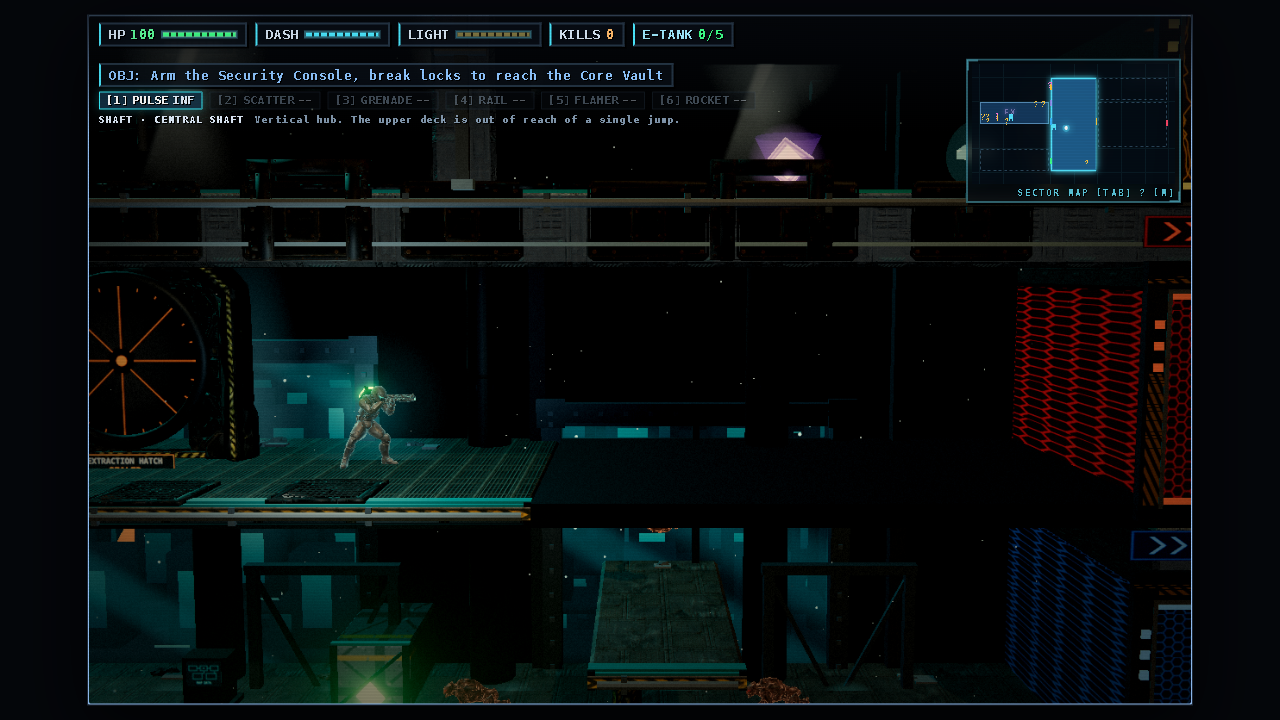 HP 100 DASH LIGHT KILLS 0 E-TANK 0/5
OBJ: Arm the Security Console, break locks to reach the Core Vault
[1] PULSE INF [2] SCATTER -- [3] GRENADE -- [4] RAIL -- [5] FLAMER -- [6] ROCKET --
SHAFT · CENTRAL SHAFT Vertical hub. The upper deck is out of reach of a single jump.
SECTOR MAP [TAB] ? [M]
EXTRACTION HATCH